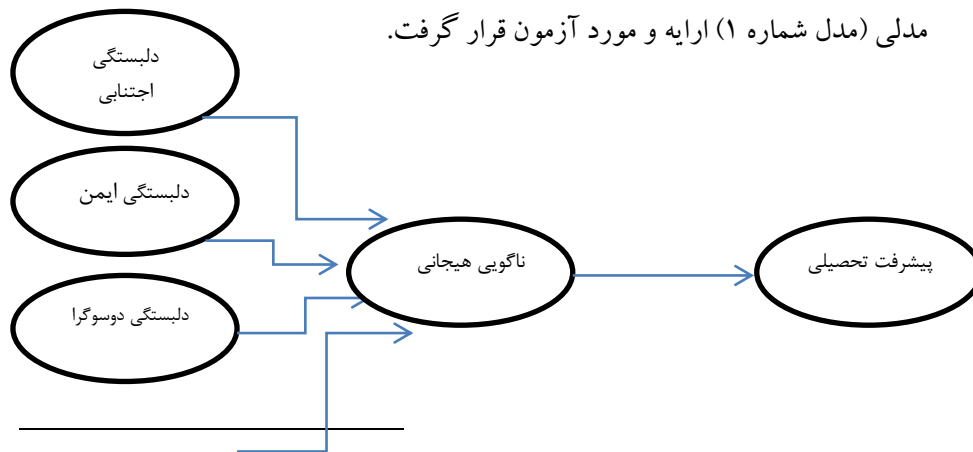 مدلی (مدل شماره ۱) ارایه و مورد آزمون قرار گرفت.
دلبستگی
اجتنابی
دلبستگی ایمن
دلبستگی دوسوگرا
ناگویی هیجانی
پیشرفت تحصیلی